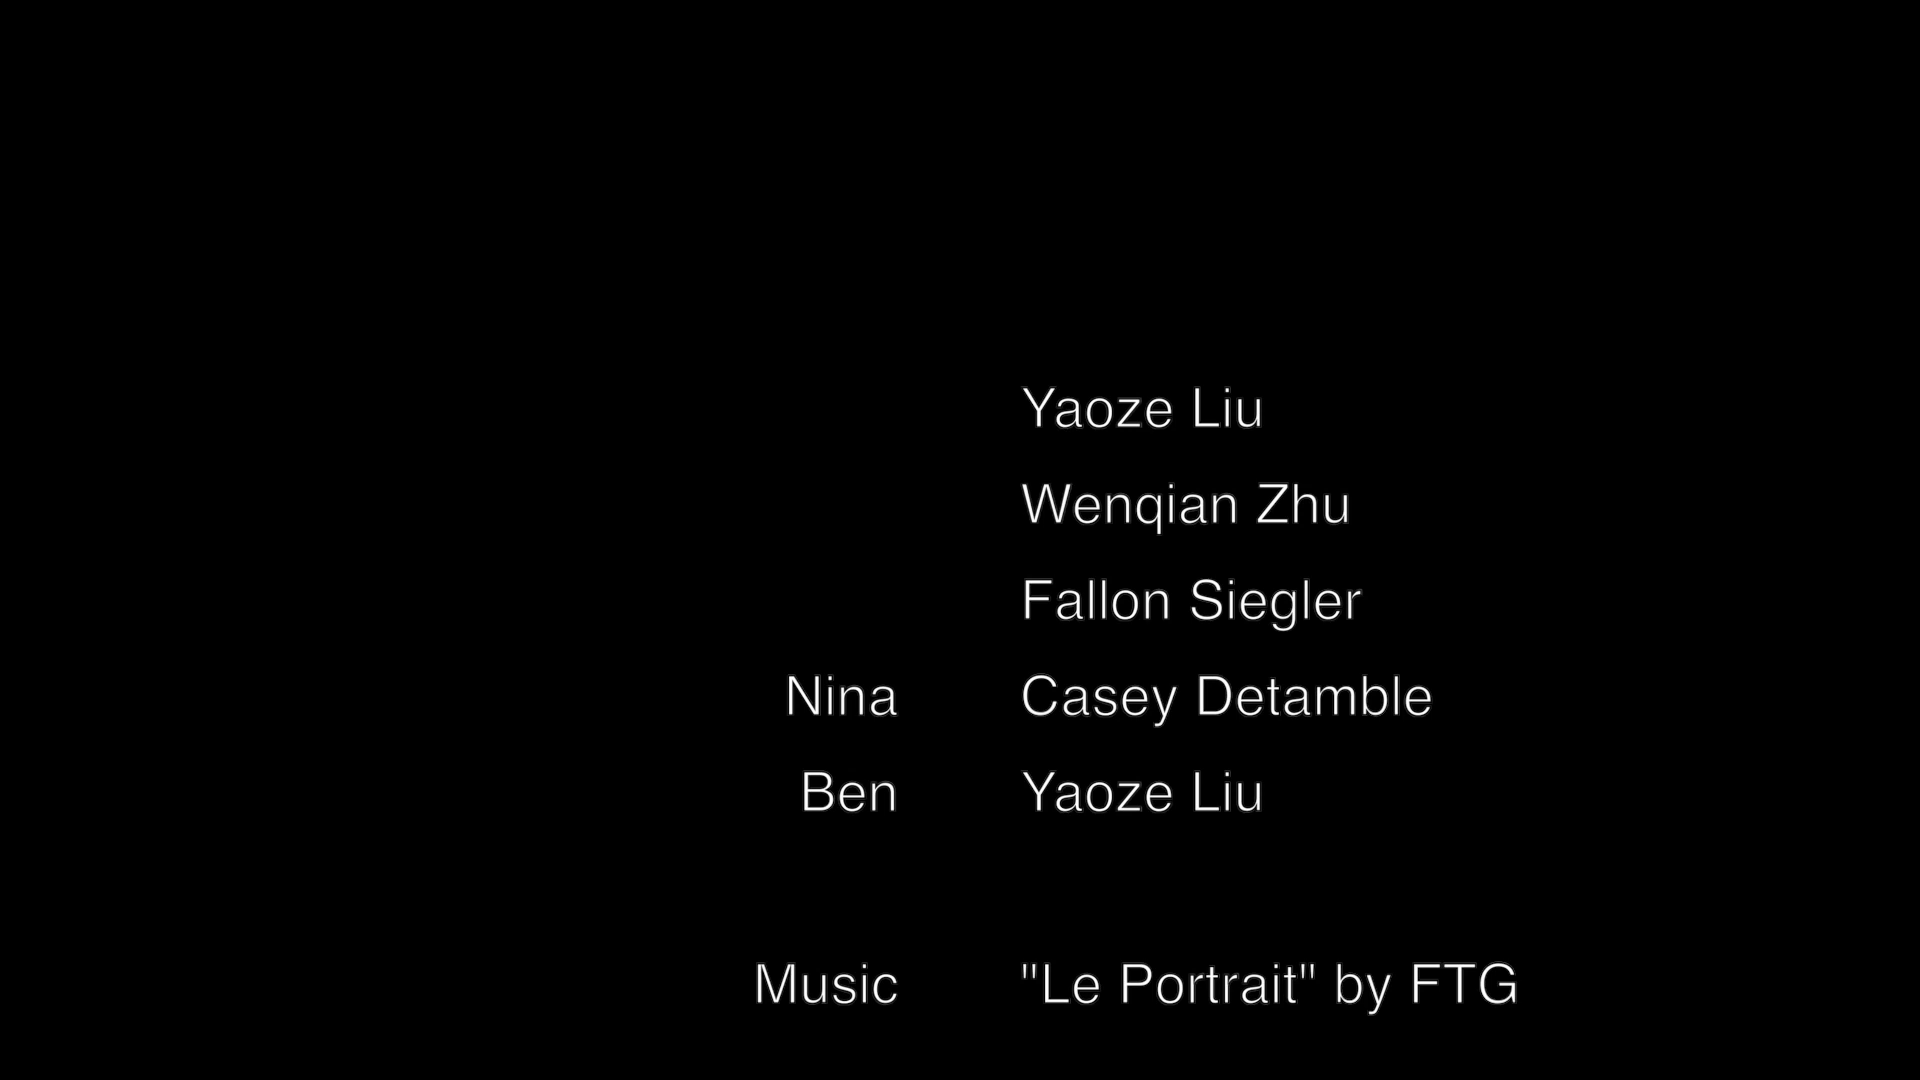 Yaoze Liu
Wenqian Zhu
Fallon Siegler
Nina Casey Detamble
Ben Yaoze Liu
Music "Le Portrait" by FTG